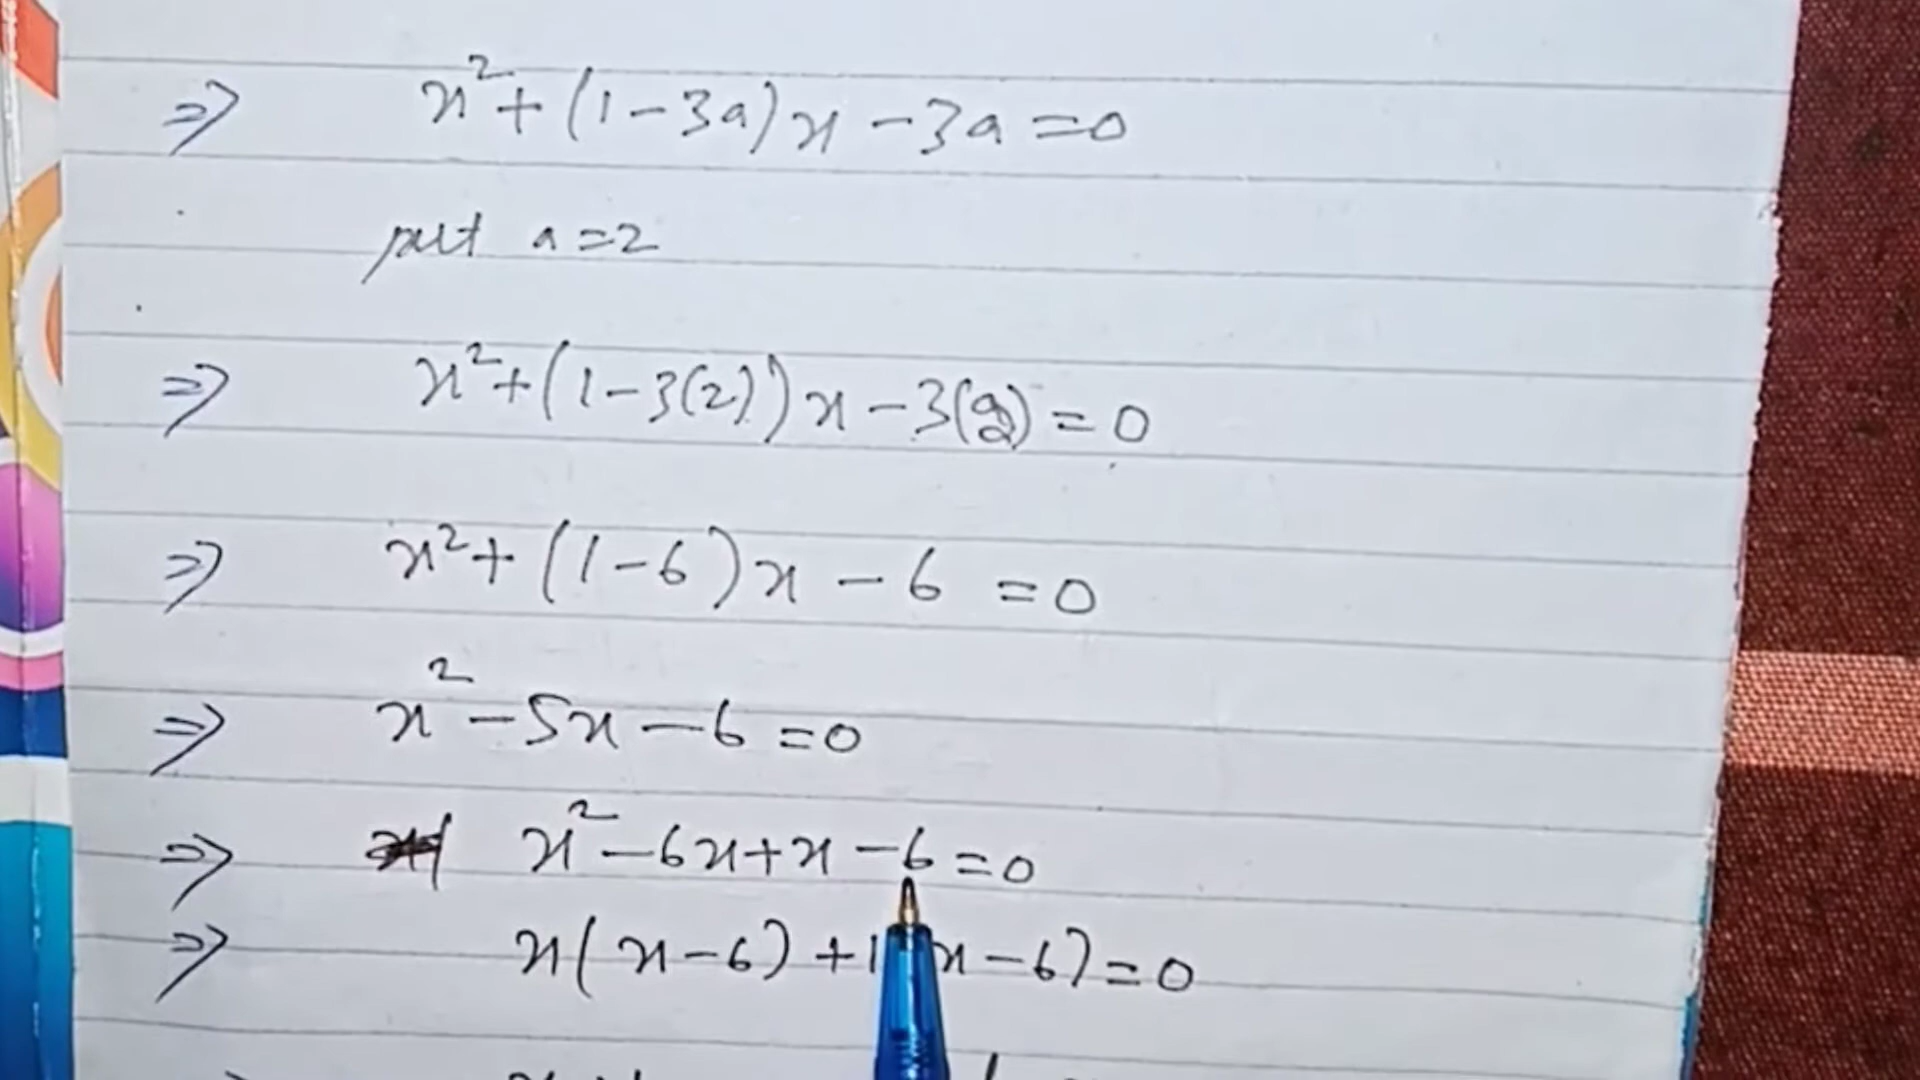 ⇒ x² + (1 - 3a)x - 3a = 0
put a = 2
⇒ x² + (1 - 3(2))x - 3(2) = 0
⇒ x² + (1 - 6)x - 6 = 0
⇒ x² - 5x - 6 = 0
⇒ x² - 6x + x - 6 = 0
⇒ x(x - 6) + 1(x - 6) = 0